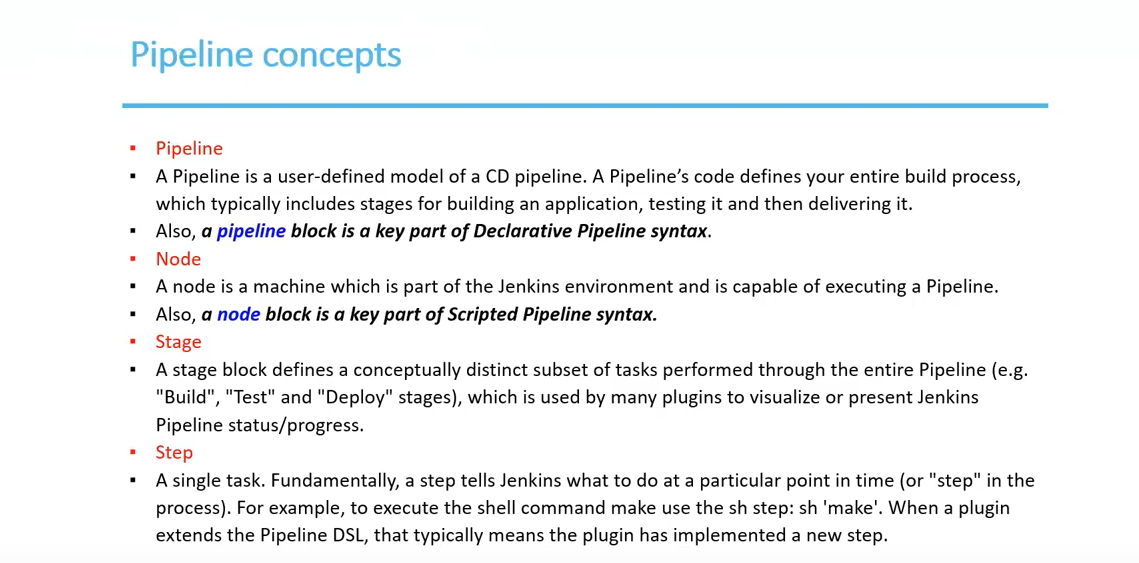 Pipeline concepts
▪ Pipeline
▪ A Pipeline is a user-defined model of a CD pipeline. A Pipeline’s code defines your entire build process,
which typically includes stages for building an application, testing it and then delivering it.
▪ Also, a pipeline block is a key part of Declarative Pipeline syntax.
▪ Node
▪ A node is a machine which is part of the Jenkins environment and is capable of executing a Pipeline.
▪ Also, a node block is a key part of Scripted Pipeline syntax.
▪ Stage
▪ A stage block defines a conceptually distinct subset of tasks performed through the entire Pipeline (e.g.
"Build", "Test" and "Deploy" stages), which is used by many plugins to visualize or present Jenkins
Pipeline status/progress.
▪ Step
▪ A single task. Fundamentally, a step tells Jenkins what to do at a particular point in time (or "step" in the
process). For example, to execute the shell command make use the sh step: sh 'make'. When a plugin
extends the Pipeline DSL, that typically means the plugin has implemented a new step.